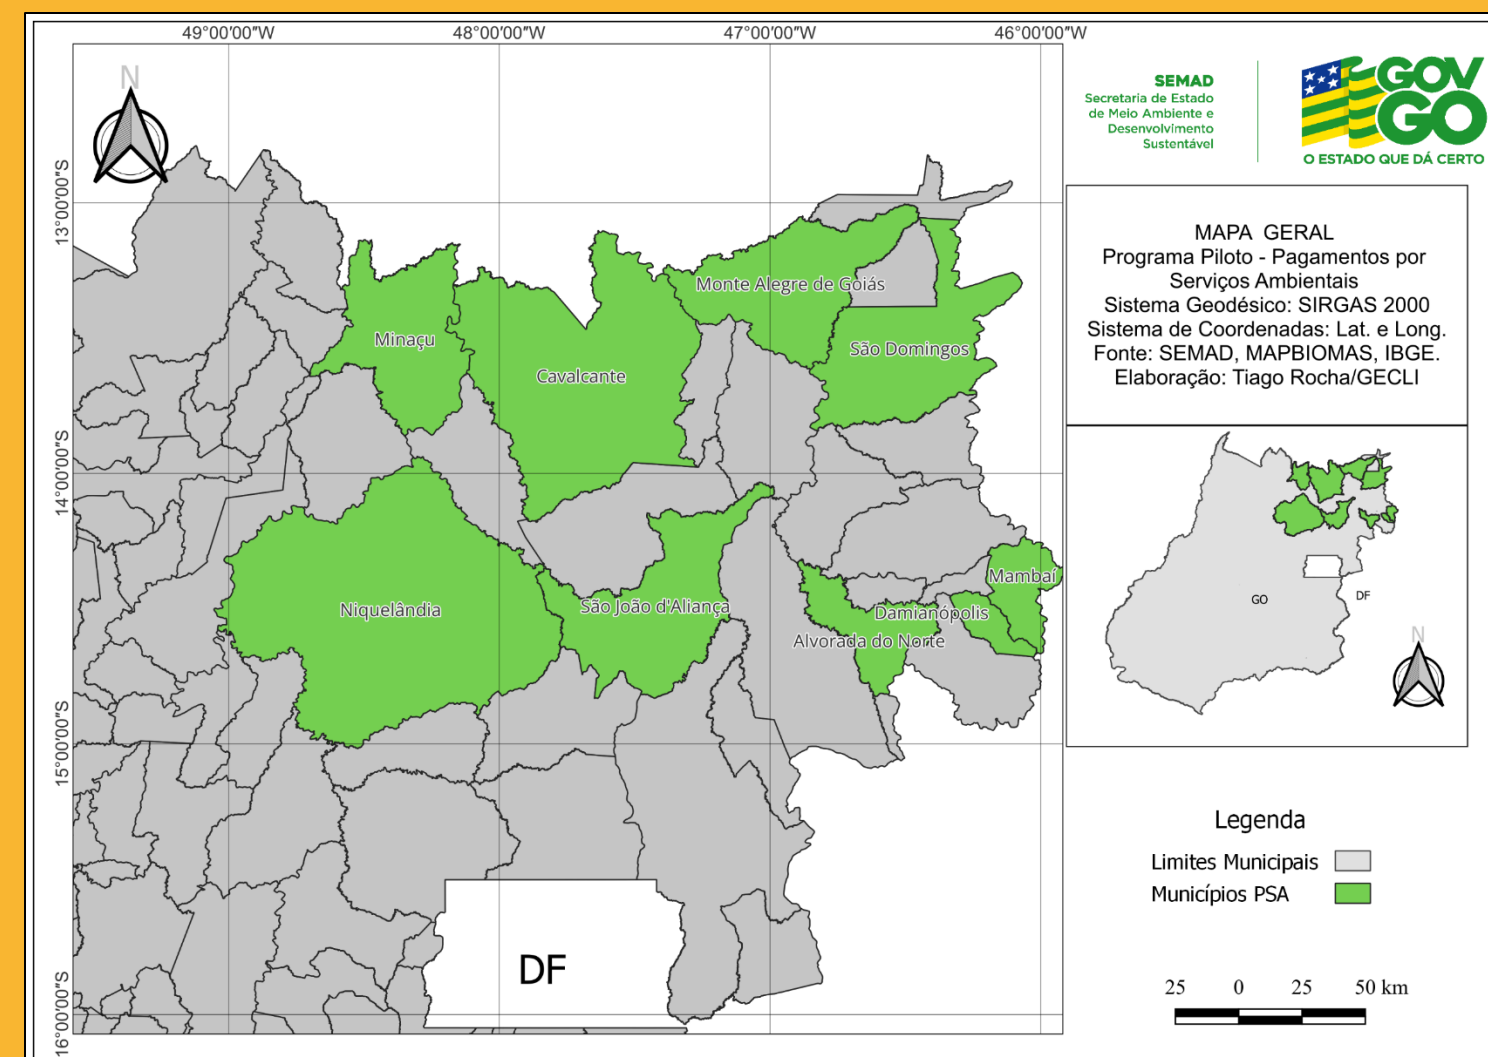 49°00'00"W
48°00'00"W
47°00'00"W
46°00'00"W
N
13°00'00"S
14°00'00"S
15°00'00"S
16°00'00"S
Monte Alegre de Goiás
Minaçu
São Domingos
Cavalcante
Mambaí
Niquelândia
São João d'Aliança
Damianópolis
Alvorada do Norte
DF
SEMAD
Secretaria de Estado
de Meio Ambiente e
Desenvolvimento
Sustentável
GOV
GO
O ESTADO QUE DÁ CERTO
MAPA GERAL
Programa Piloto - Pagamentos por
Serviços Ambientais
Sistema Geodésico: SIRGAS 2000
Sistema de Coordenadas: Lat. e Long.
Fonte: SEMAD, MAPBIOMAS, IBGE.
Elaboração: Tiago Rocha/GECLI
GO
DF
N
Legenda
Limites Municipais
Municípios PSA
25 0 25 50 km